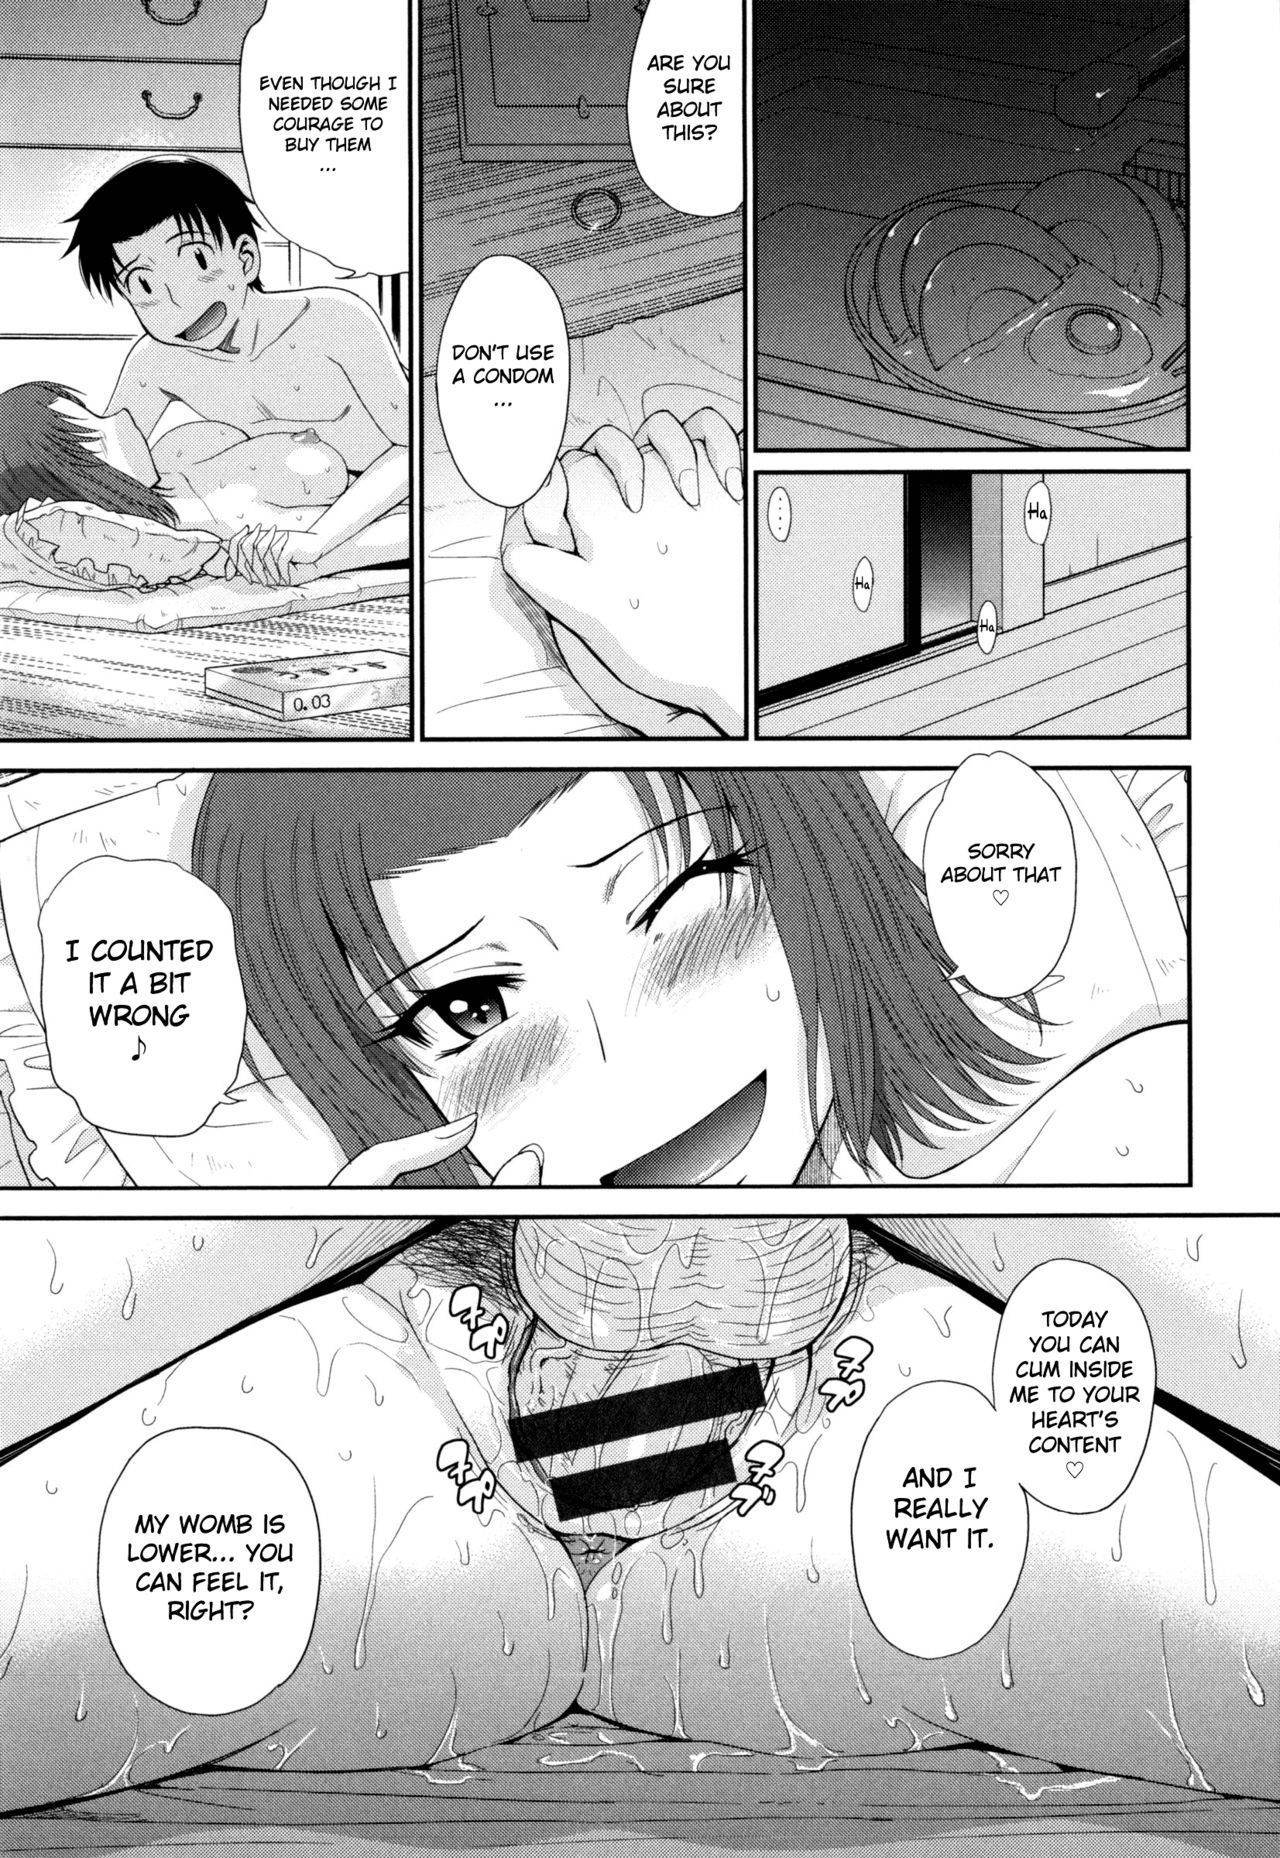 ....
Ha
Ha
Ha
ARE YOU
SURE
ABOUT
THIS?
DON'T USE
A CONDOM
...
EVEN THOUGH I
NEEDED SOME
COURAGE TO
BUY THEM
...
0.03
SORRY
ABOUT THAT
♡
I COUNTED
IT A BIT
WRONG
♪
TODAY
YOU CAN
CUM INSIDE
ME TO YOUR
HEART'S
CONTENT
♡
AND I
REALLY
WANT IT.
MY WOMB IS
LOWER... YOU
CAN FEEL IT,
RIGHT?